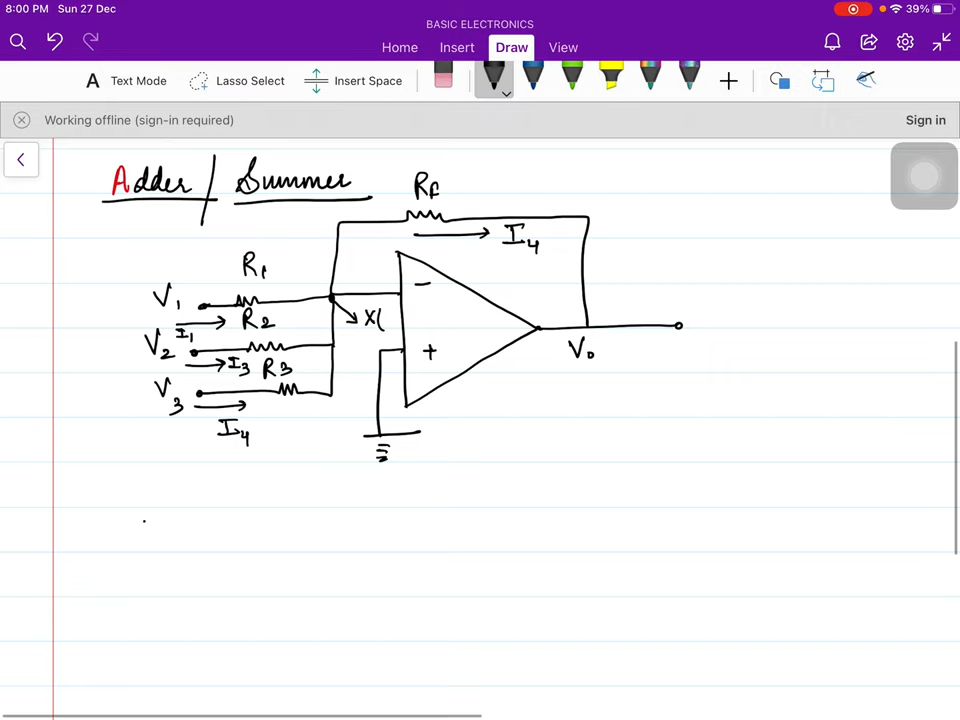 8:00 PM Sun 27 Dec
39%
BASIC ELECTRONICS
Home Insert Draw View
A Text Mode Lasso Select Insert Space
Working offline (sign-in required) Sign in
Adder / Summer
Rf
I4
R1
V1
X(
I1 R2
V2
I3 R3
V3
I4
−
+
Vo